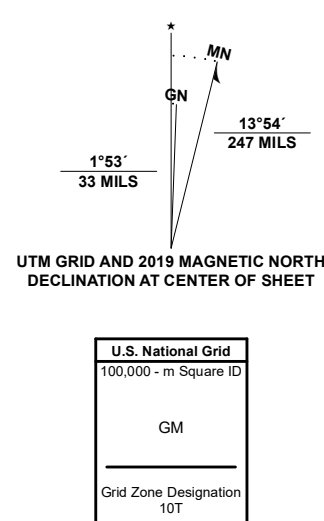 ★
MN
GN
13°54´
247 MILS
1°53´
33 MILS
UTM GRID AND 2019 MAGNETIC NORTH
DECLINATION AT CENTER OF SHEET
U.S. National Grid
100,000 - m Square ID
GM
Grid Zone Designation
10T